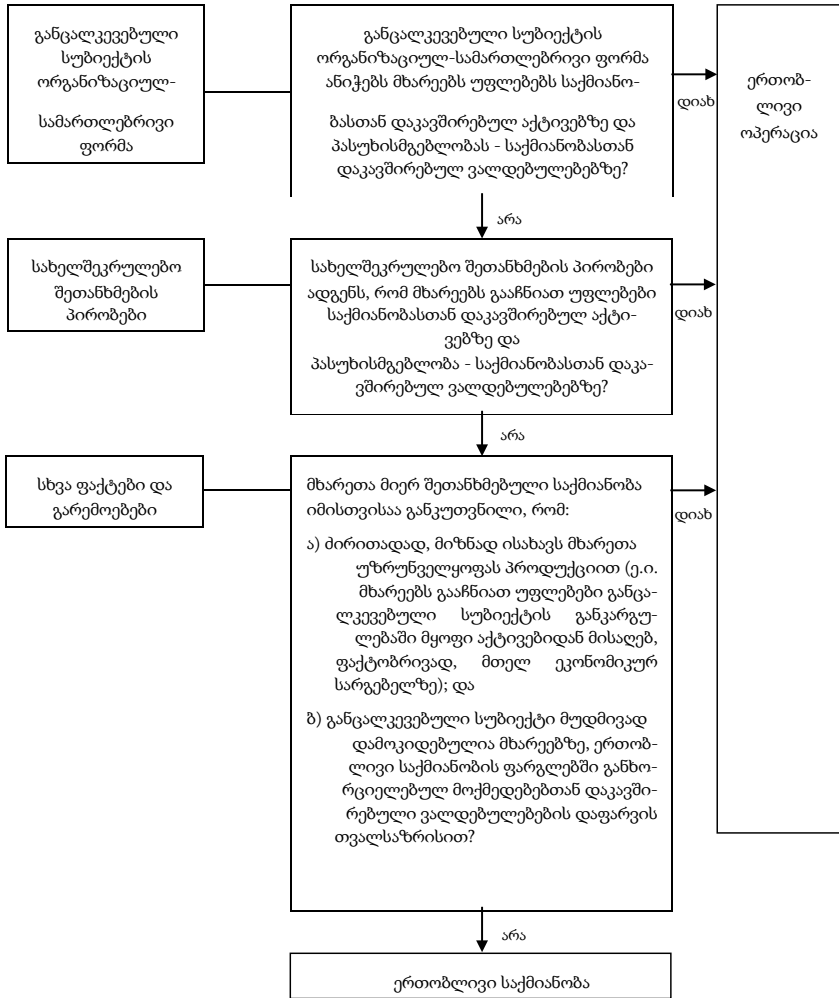 განცალკევებული
სუბიექტის
ორგანიზაციულ-
სამართლებრივი
ფორმა
განცალკევებული სუბიექტის
ორგანიზაციულ-სამართლებრივი ფორმა
ანიჭებს მხარეებს უფლებებს საქმიანო-
ბასთან დაკავშირებულ აქტივებზე და
პასუხისმგებლობას - საქმიანობასთან
დაკავშირებულ ვალდებულებებზე?
დიახ
ერთობ-
ლივი
ოპერაცია
არა
სახელშეკრულებო
შეთანხმების
პირობები
სახელშეკრულებო შეთანხმების პირობები
ადგენს, რომ მხარეებს გააჩნიათ უფლებები
საქმიანობასთან დაკავშირებულ აქტი-
ვებზე და
პასუხისმგებლობა - საქმიანობასთან დაკა-
ვშირებულ ვალდებულებებზე?
დიახ
არა
სხვა ფაქტები და
გარემოებები
მხარეთა მიერ შეთანხმებული საქმიანობა
იმისთვისაა განკუთვნილი, რომ:
ა) ძირითადად, მიზნად ისახავს მხარეთა
უზრუნველყოფას პროდუქციით (ე.ი.
მხარეებს გააჩნიათ უფლებები განცა-
ლკევებული სუბიექტის განკარგუ-
ლებაში მყოფი აქტივებიდან მისაღებ,
ფაქტობრივად, მთელ ეკონომიკურ
სარგებელზე); და
ბ) განცალკევებული სუბიექტი მუდმივად
დამოკიდებულია მხარეებზე, ერთობ-
ლივი საქმიანობის ფარგლებში განხო-
რციელებულ მოქმედებებთან დაკავში-
რებული ვალდებულებების დაფარვის
თვალსაზრისით?
დიახ
არა
ერთობლივი საქმიანობა